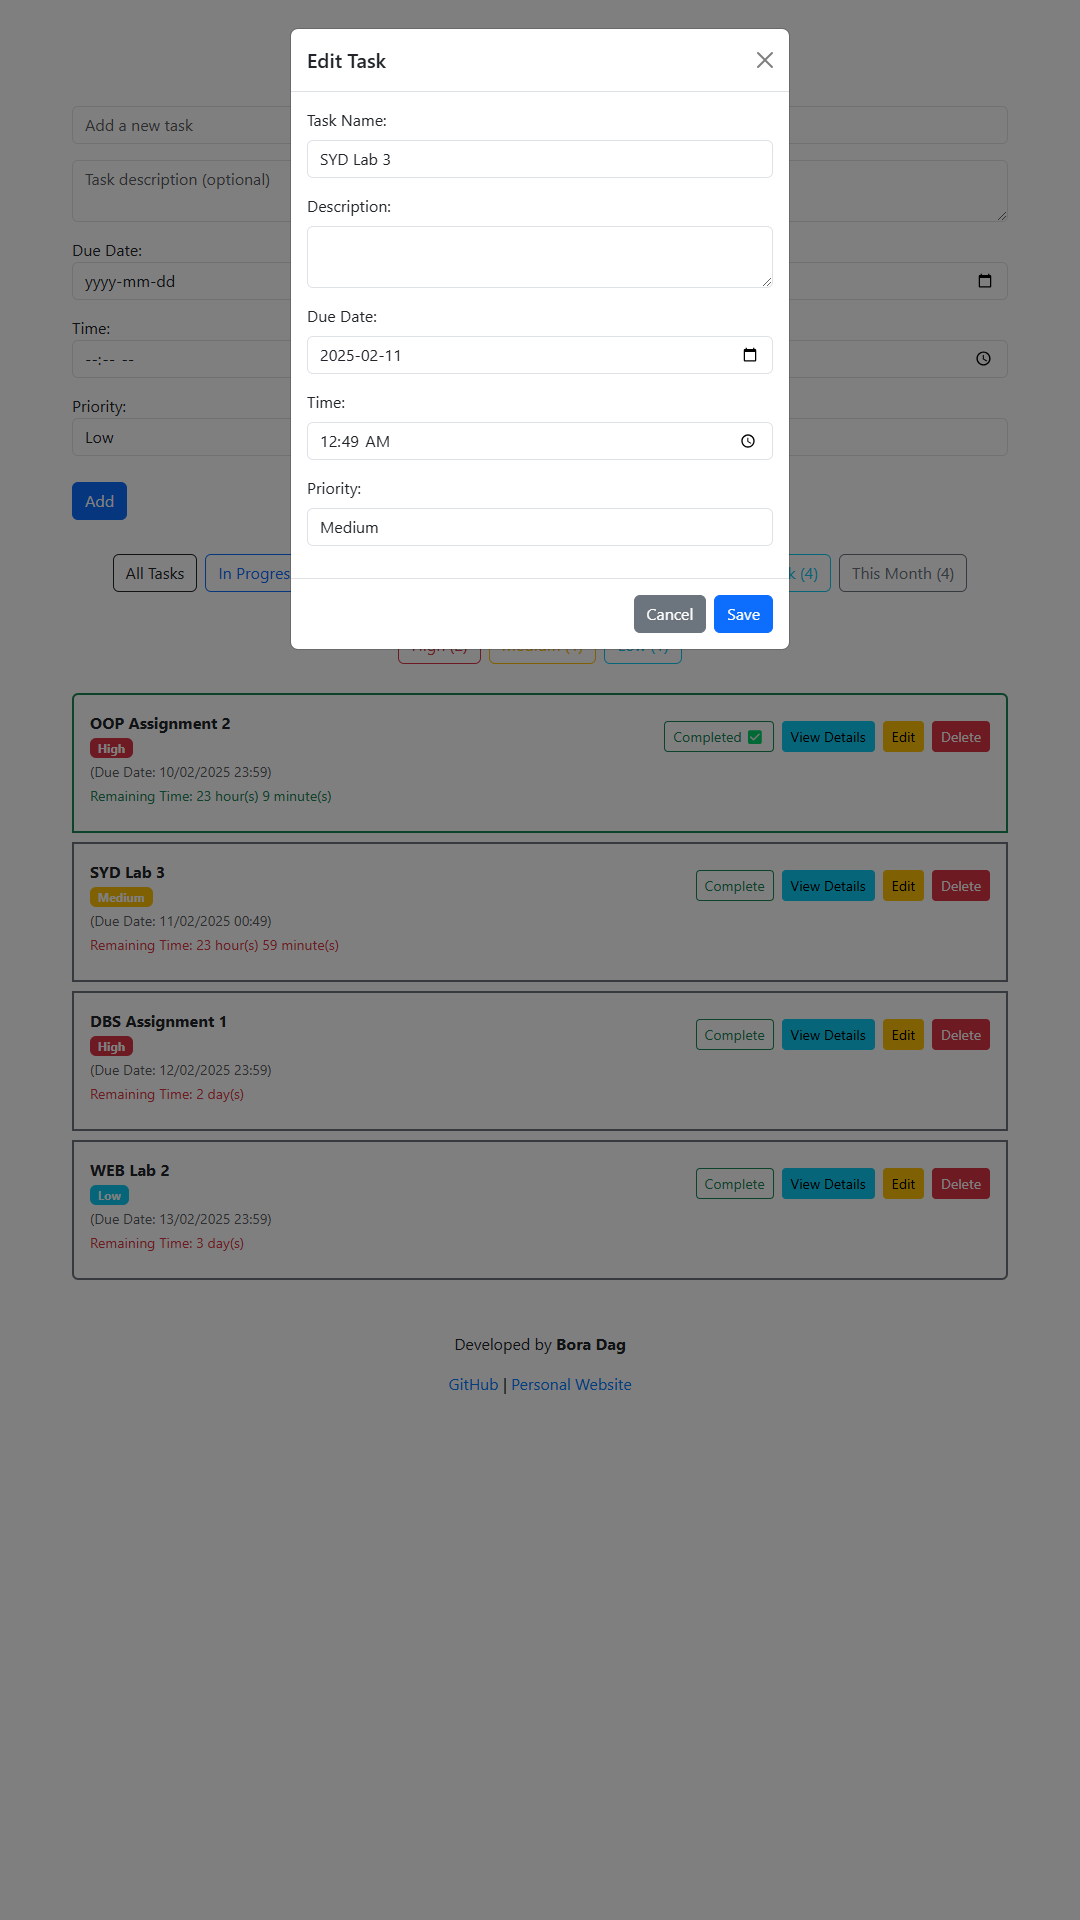 Edit Task
Task Name:
SYD Lab 3
Description:
Due Date:
2025-02-11
Time:
12:49 AM
Priority:
Medium
Cancel Save
Add a new task
Task description (optional)
Due Date:
yyyy-mm-dd
Time:
--:-- --
Priority:
Low
Add
All Tasks In Progres k (4) This Month (4)
High (2) Medium (1) Low (1)
OOP Assignment 2
High
(Due Date: 10/02/2025 23:59)
Remaining Time: 23 hour(s) 9 minute(s)
Completed ✅ View Details Edit Delete
SYD Lab 3
Medium
(Due Date: 11/02/2025 00:49)
Remaining Time: 23 hour(s) 59 minute(s)
Complete View Details Edit Delete
DBS Assignment 1
High
(Due Date: 12/02/2025 23:59)
Remaining Time: 2 day(s)
Complete View Details Edit Delete
WEB Lab 2
Low
(Due Date: 13/02/2025 23:59)
Remaining Time: 3 day(s)
Complete View Details Edit Delete
Developed by Bora Dag
GitHub | Personal Website